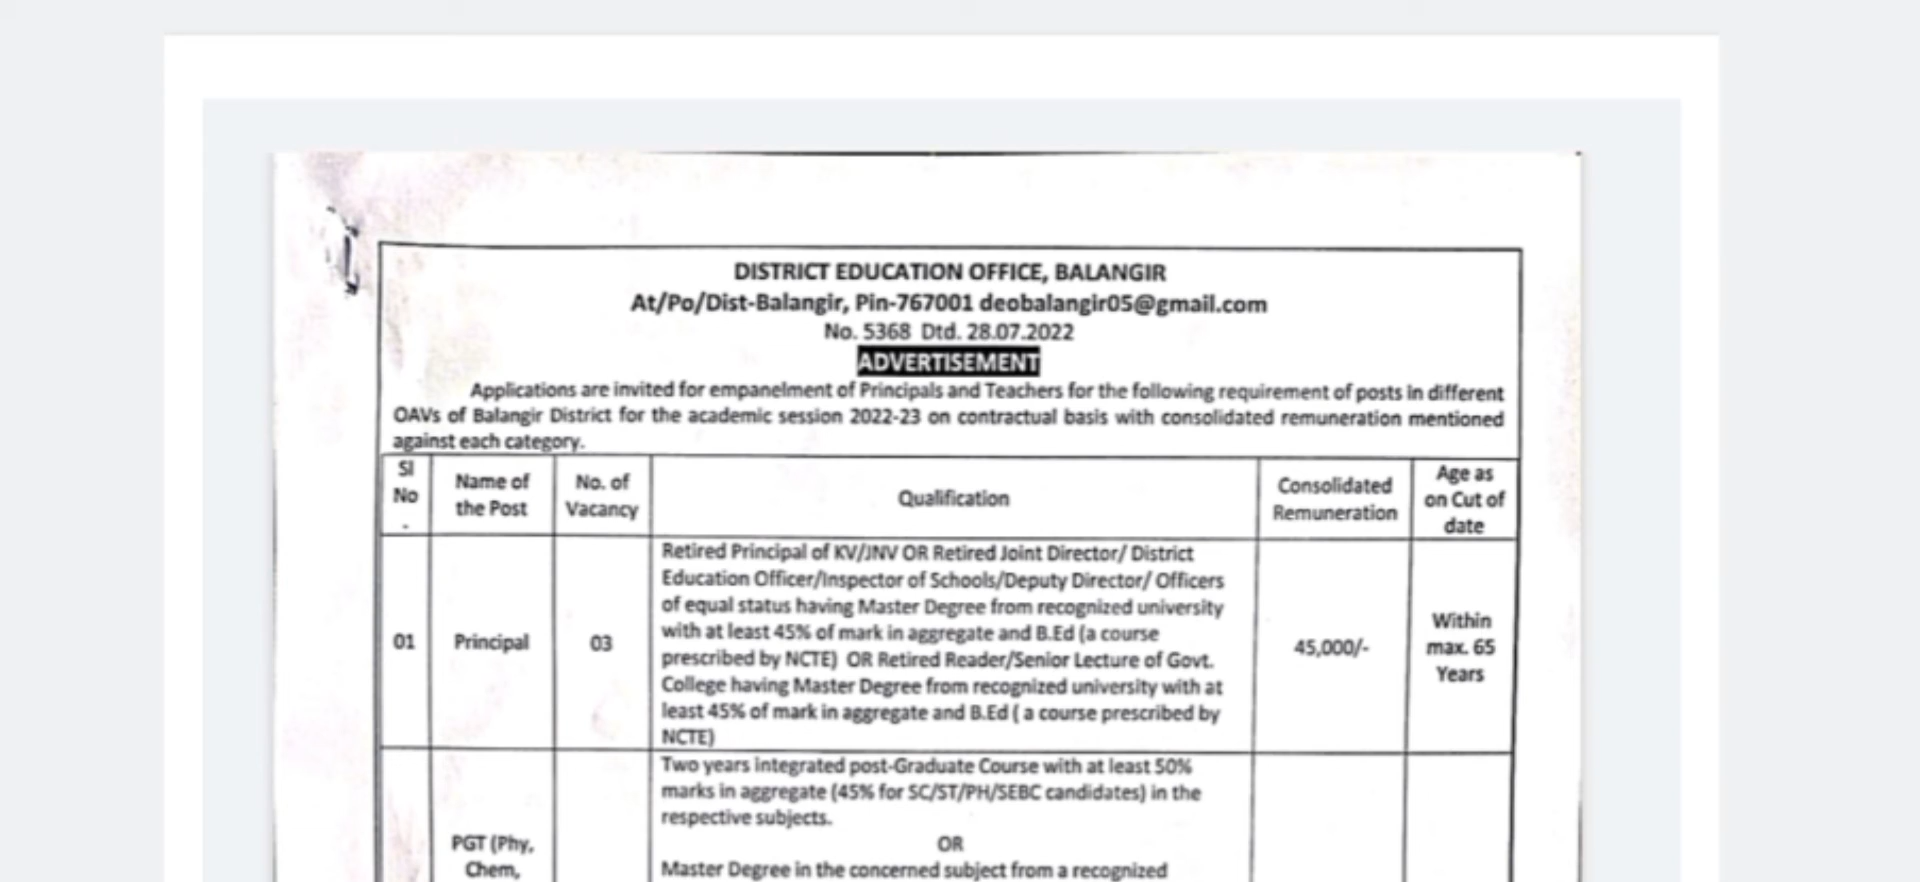 DISTRICT EDUCATION OFFICE, BALANGIR
At/Po/Dist-Balangir, Pin-767001 deobalangir05@gmail.com
No. 5368 Dtd. 28.07.2022
ADVERTISEMENT
Applications are invited for empanelment of Principals and Teachers for the following requirement of posts in different
OAVs of Balangir District for the academic session 2022-23 on contractual basis with consolidated remuneration mentioned
against each category.
Sl
No
.
Name of
the Post
No. of
Vacancy
Qualification
Consolidated
Remuneration
Age as
on Cut of
date
01
Principal
03
Retired Principal of KV/JNV OR Retired Joint Director/ District
Education Officer/Inspector of Schools/Deputy Director/ Officers
of equal status having Master Degree from recognized university
with at least 45% of mark in aggregate and B.Ed (a course
prescribed by NCTE) OR Retired Reader/Senior Lecture of Govt.
College having Master Degree from recognized university with at
least 45% of mark in aggregate and B.Ed ( a course prescribed by
NCTE)
45,000/-
Within
max. 65
Years
PGT (Phy,
Chem,
Two years integrated post-Graduate Course with at least 50%
marks in aggregate (45% for SC/ST/PH/SEBC candidates) in the
respective subjects.
OR
Master Degree in the concerned subject from a recognized